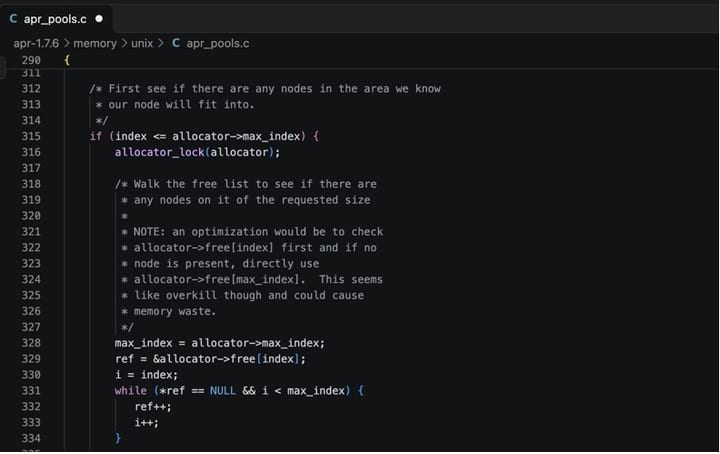 C apr_pools.c ●
apr-1.7.6 > memory > unix > C apr_pools.c
290 {
311
312 /* First see if there are any nodes in the area we know
313 * our node will fit into.
314 */
315 if (index <= allocator->max_index) {
316 allocator_lock(allocator);
317
318 /* Walk the free list to see if there are
319 * any nodes on it of the requested size
320 *
321 * NOTE: an optimization would be to check
322 * allocator->free[index] first and if no
323 * node is present, directly use
324 * allocator->free[max_index].  This seems
325 * like overkill though and could cause
326 * memory waste.
327 */
328 max_index = allocator->max_index;
329 ref = &allocator->free[index];
330 i = index;
331 while (*ref == NULL && i < max_index) {
332 ref++;
333 i++;
334 }